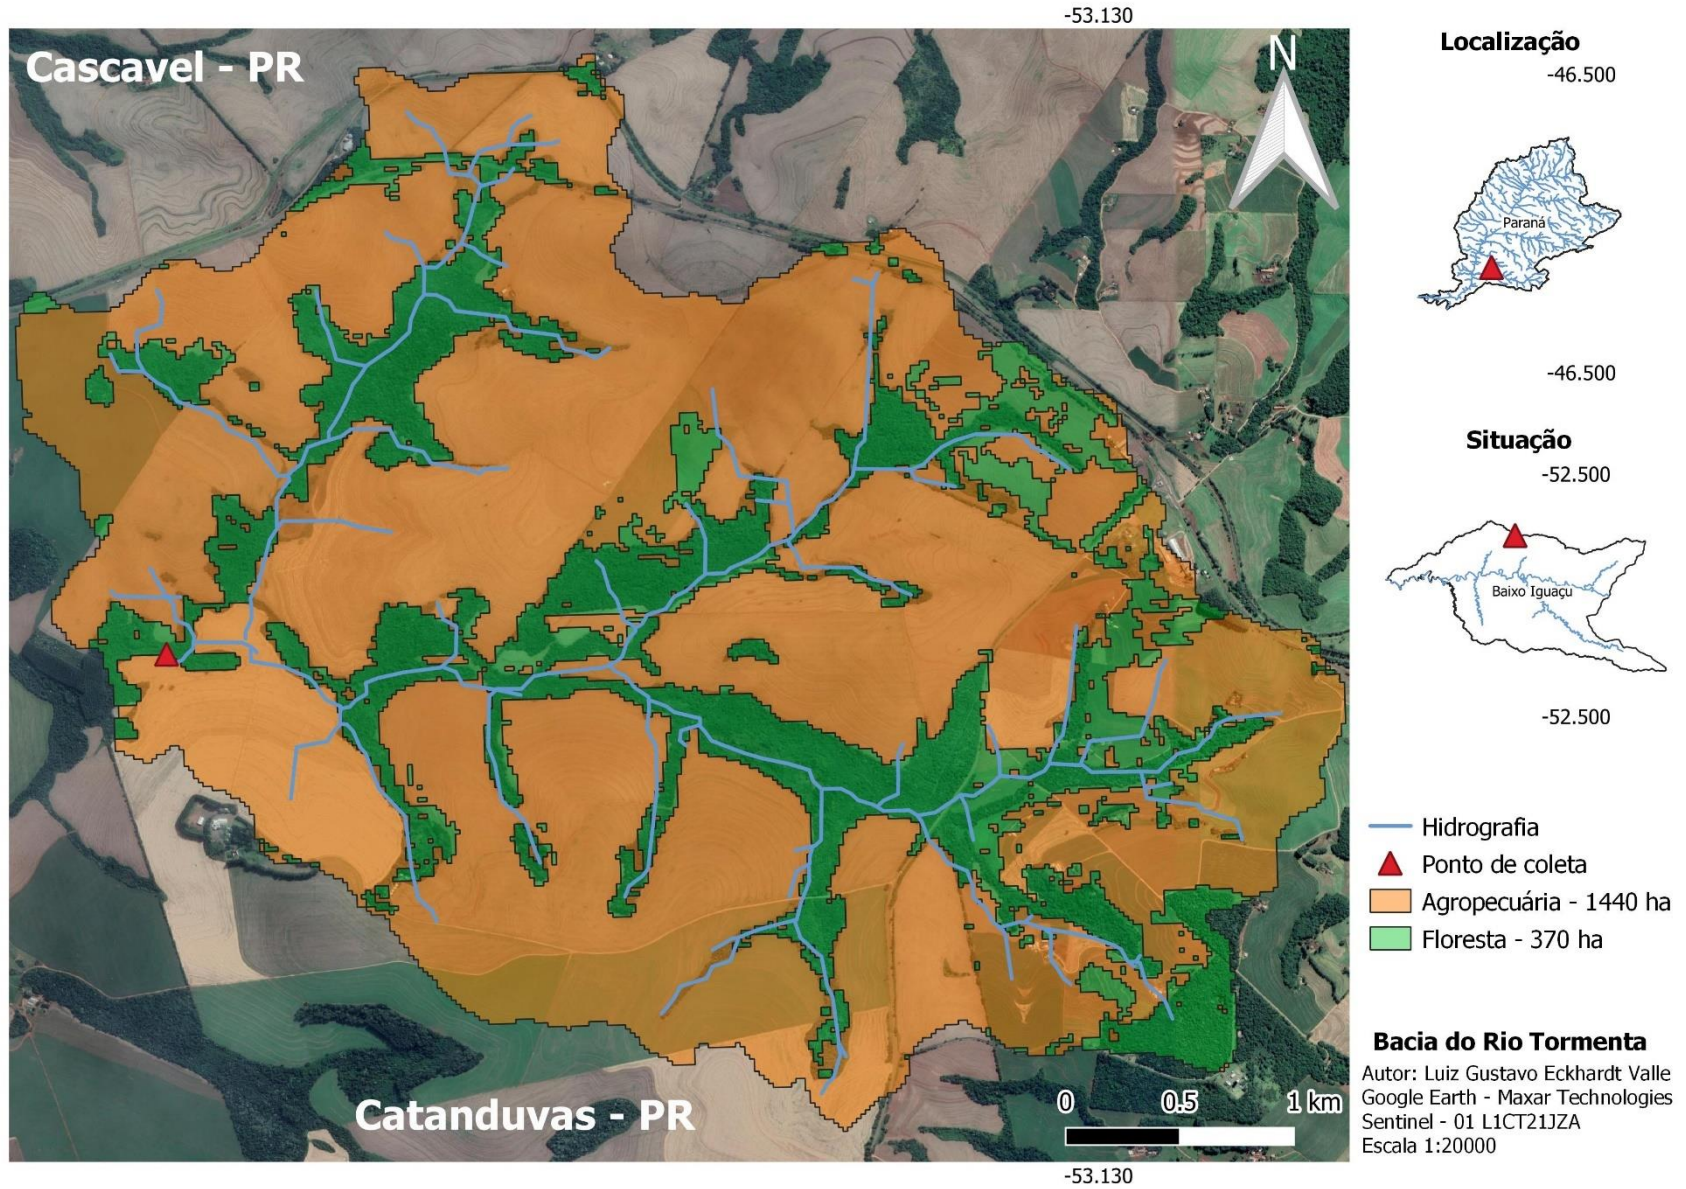 -53.130
Cascavel - PR
N
Catanduvas - PR
0 0.5 1 km
-53.130
Localização
-46.500
Paraná
-46.500
Situação
-52.500
Baixo Iguaçu
-52.500
Hidrografia
Ponto de coleta
Agropecuária - 1440 ha
Floresta - 370 ha
Bacia do Rio Tormenta
Autor: Luiz Gustavo Eckhardt Valle
Google Earth - Maxar Technologies
Sentinel - 01 L1CT21JZA
Escala 1:20000